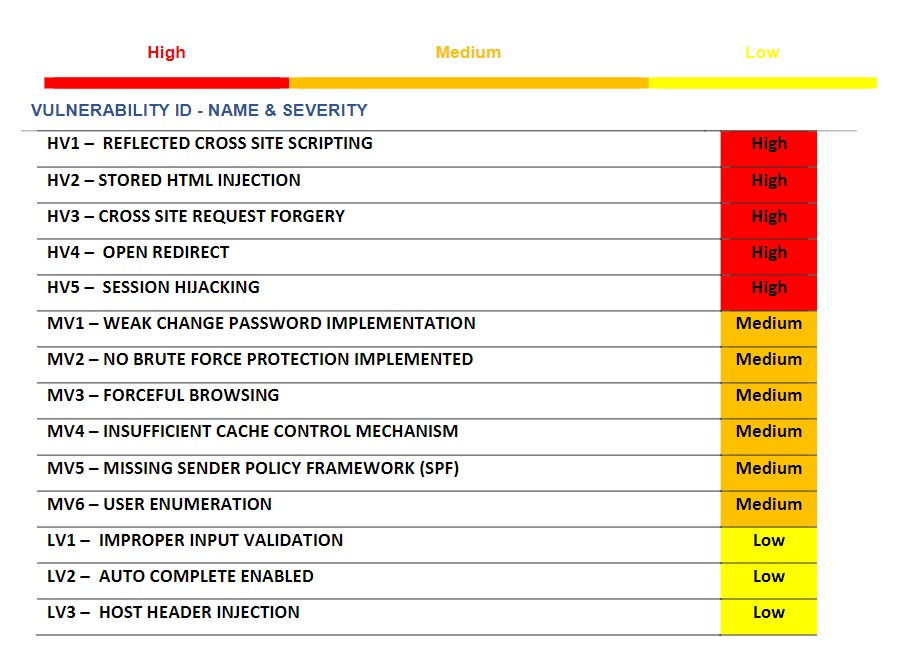 High Medium Low
VULNERABILITY ID - NAME & SEVERITY
HV1 – REFLECTED CROSS SITE SCRIPTING High
HV2 – STORED HTML INJECTION High
HV3 – CROSS SITE REQUEST FORGERY High
HV4 – OPEN REDIRECT High
HV5 – SESSION HIJACKING High
MV1 – WEAK CHANGE PASSWORD IMPLEMENTATION Medium
MV2 – NO BRUTE FORCE PROTECTION IMPLEMENTED Medium
MV3 – FORCEFUL BROWSING Medium
MV4 – INSUFFICIENT CACHE CONTROL MECHANISM Medium
MV5 – MISSING SENDER POLICY FRAMEWORK (SPF) Medium
MV6 – USER ENUMERATION Medium
LV1 – IMPROPER INPUT VALIDATION Low
LV2 – AUTO COMPLETE ENABLED Low
LV3 – HOST HEADER INJECTION Low